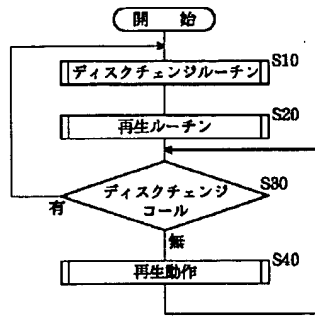 開 始
ディスクチェンジルーチン
S10
再生ルーチン
S20
ディスクチェンジ
コール
S30
有
無
再生動作
S40